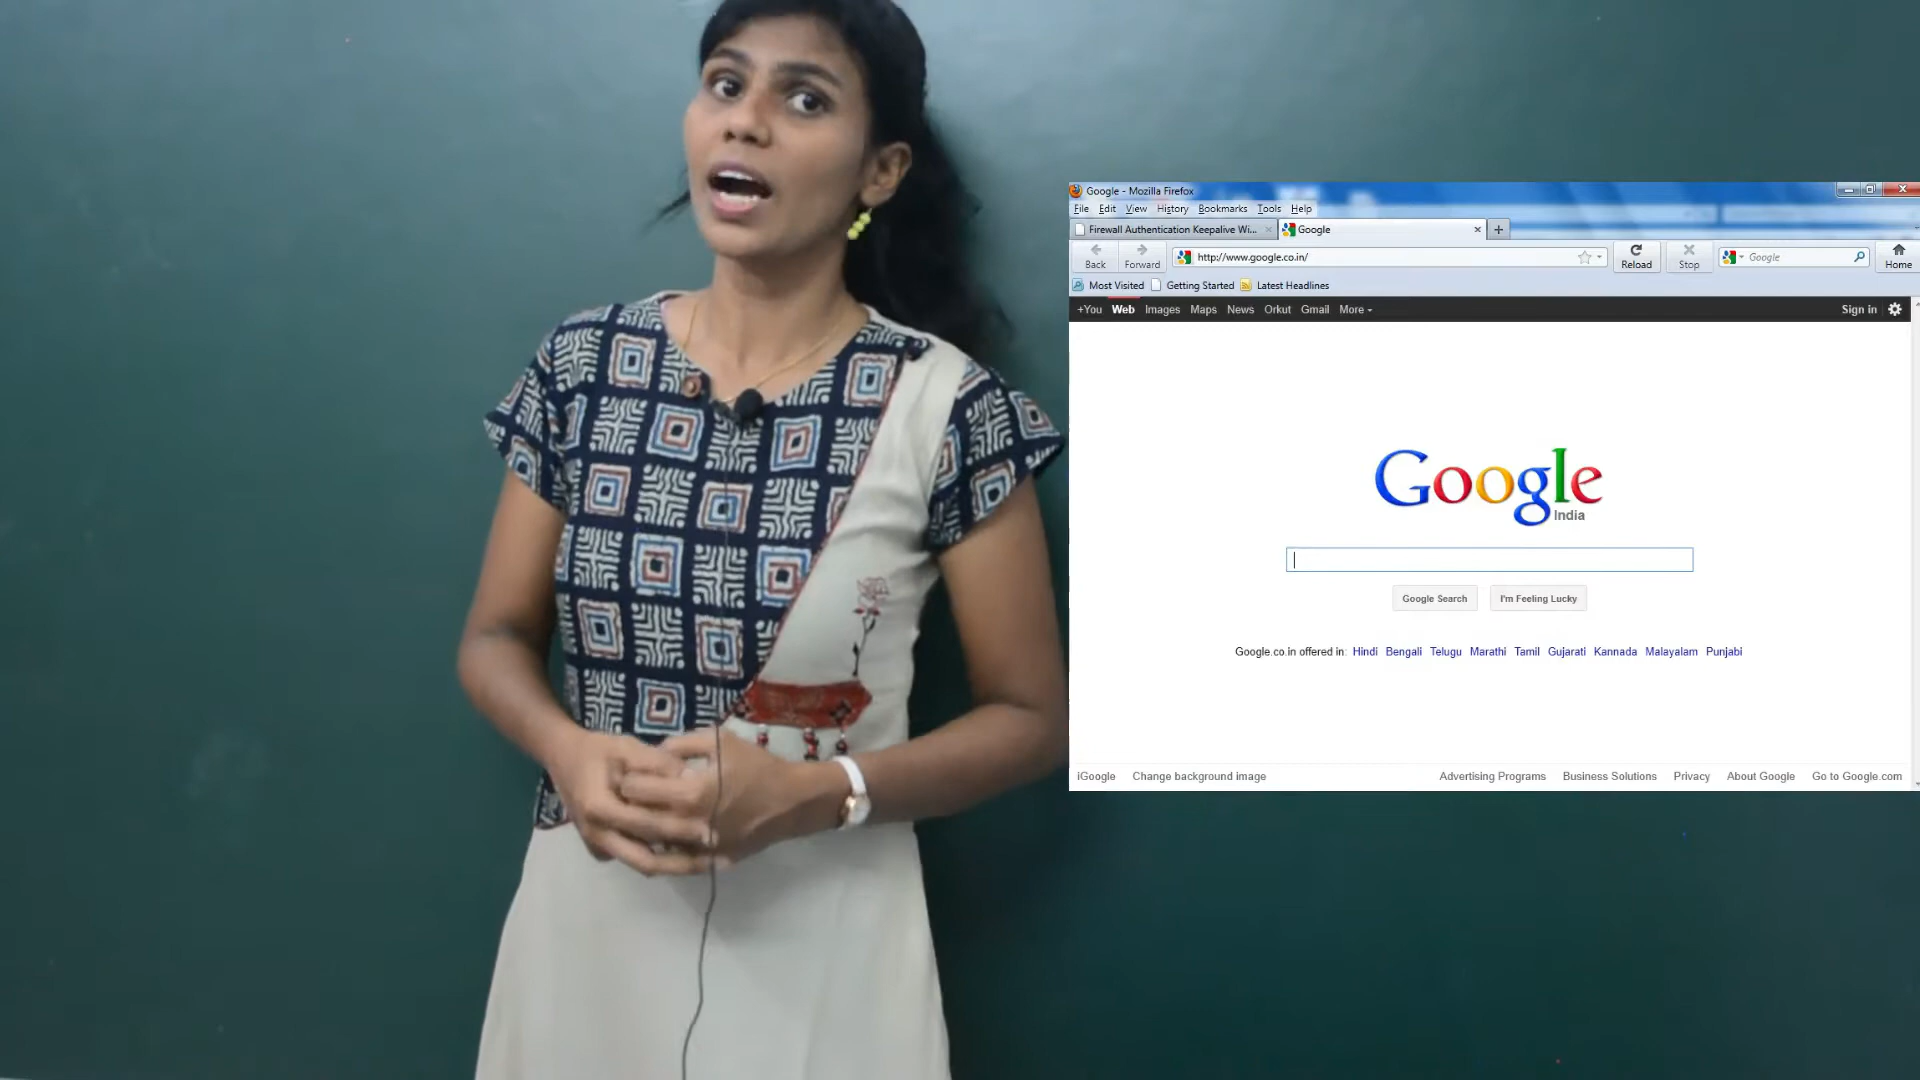 Google - Mozilla Firefox
File Edit View History Bookmarks Tools Help
Firewall Authentication Keepalive Wi... Google
Back Forward http://www.google.co.in/ Reload Stop Google Home
Most Visited Getting Started Latest Headlines
+You Web Images Maps News Orkut Gmail More Sign in
Google
India
Google Search I'm Feeling Lucky
Google.co.in offered in: Hindi Bengali Telugu Marathi Tamil Gujarati Kannada Malayalam Punjabi
iGoogle Change background image Advertising Programs Business Solutions Privacy About Google Go to Google.com